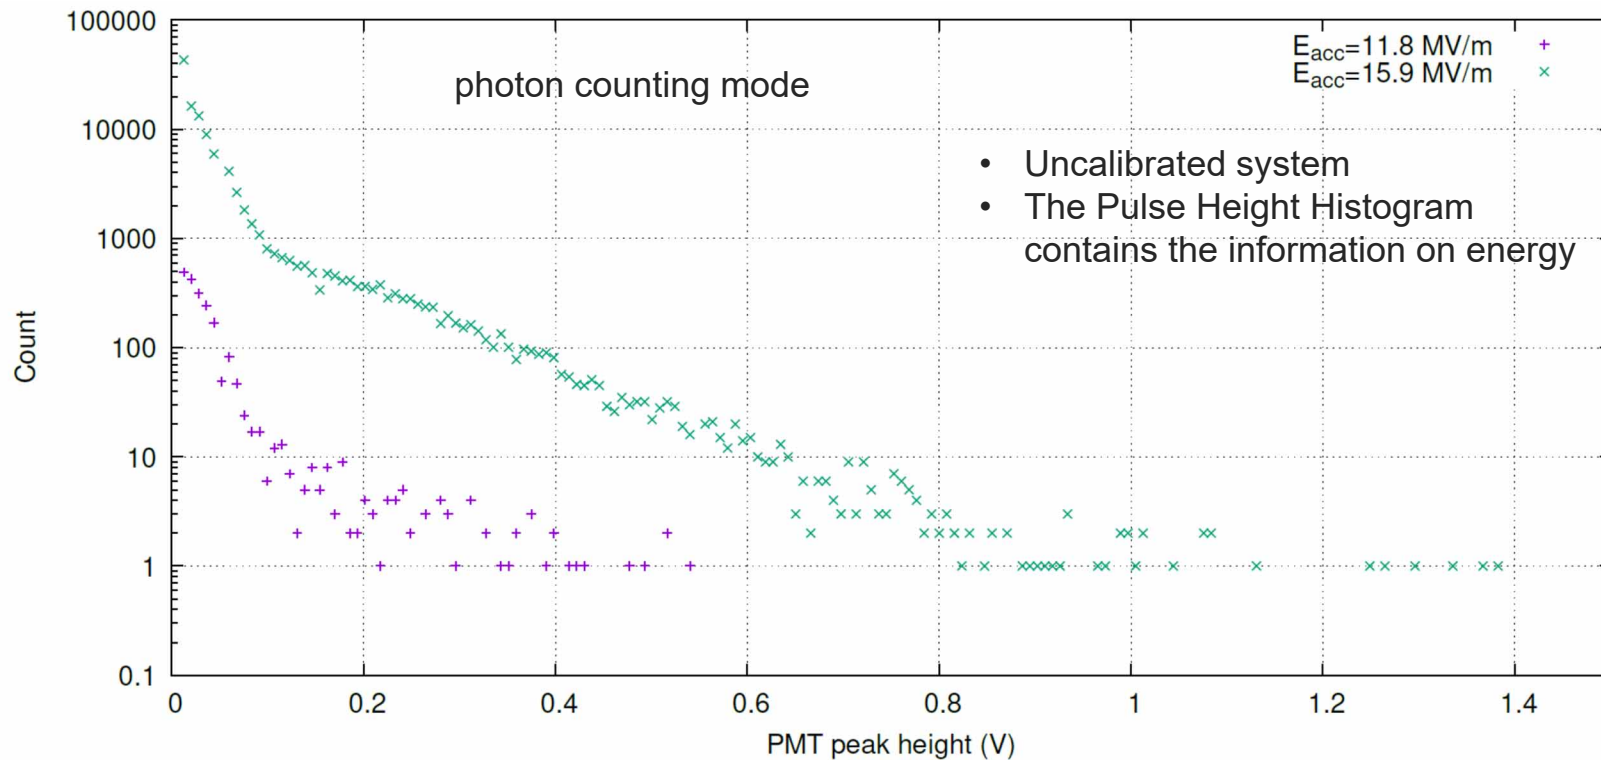 100000
10000
1000
100
10
1
0.1
Count
photon counting mode
E_acc=11.8 MV/m
E_acc=15.9 MV/m
• Uncalibrated system
• The Pulse Height Histogram
contains the information on energy
0 0.2 0.4 0.6 0.8 1 1.2 1.4
PMT peak height (V)